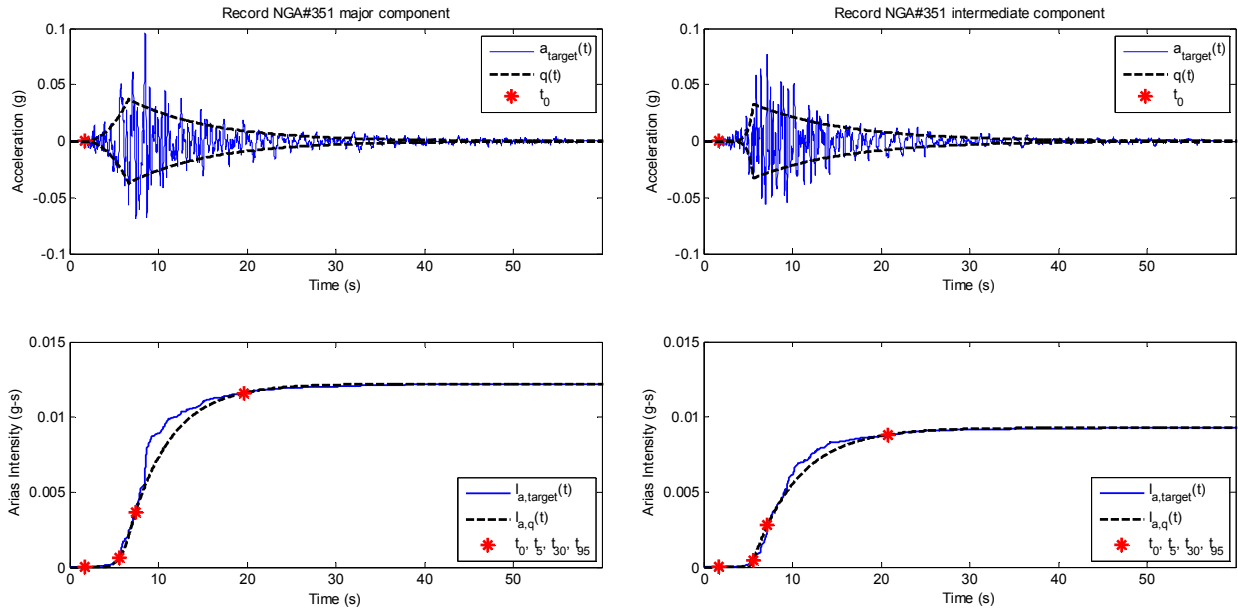 Record NGA#351 major component
0.1
0.05
0
-0.05
-0.1
Acceleration (g)
a_target(t)
q(t)
t_0
0 10 20 30 40 50
Time (s)
Record NGA#351 intermediate component
0.1
0.05
0
-0.05
-0.1
Acceleration (g)
a_target(t)
q(t)
t_0
0 10 20 30 40 50
Time (s)
0.015
0.01
0.005
0
Arias Intensity (g-s)
I_a,target(t)
I_a,q(t)
t_0, t_5, t_30, t_95
0 10 20 30 40 50
Time (s)
0.015
0.01
0.005
0
Arias Intensity (g-s)
I_a,target(t)
I_a,q(t)
t_0, t_5, t_30, t_95
0 10 20 30 40 50
Time (s)